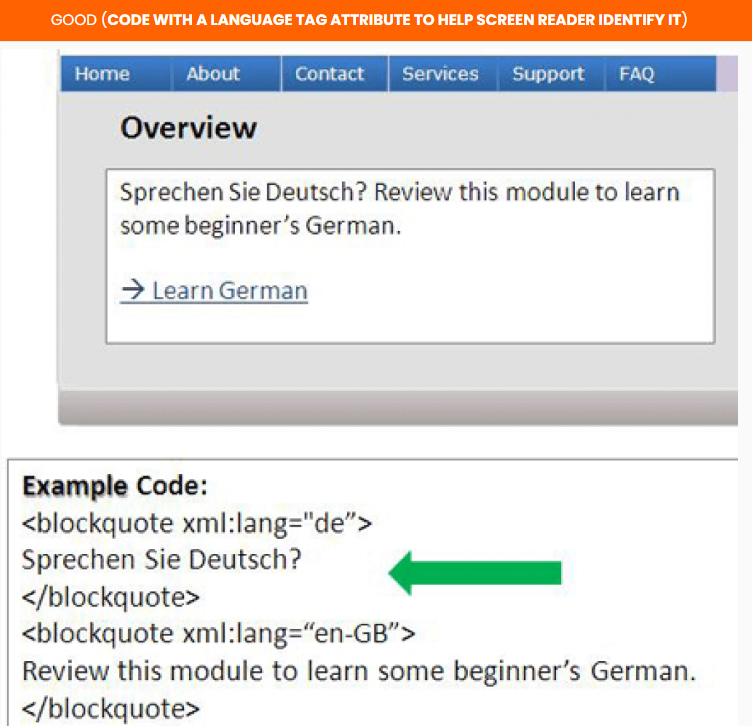 GOOD (CODE WITH A LANGUAGE TAG ATTRIBUTE TO HELP SCREEN READER IDENTIFY IT)
Home About Contact Services Support FAQ
Overview
Sprechen Sie Deutsch? Review this module to learn
some beginner’s German.
→ Learn German
Example Code:
<blockquote xml:lang="de”>
Sprechen Sie Deutsch?
</blockquote>
<blockquote xml:lang=“en-GB”>
Review this module to learn some beginner’s German.
</blockquote>